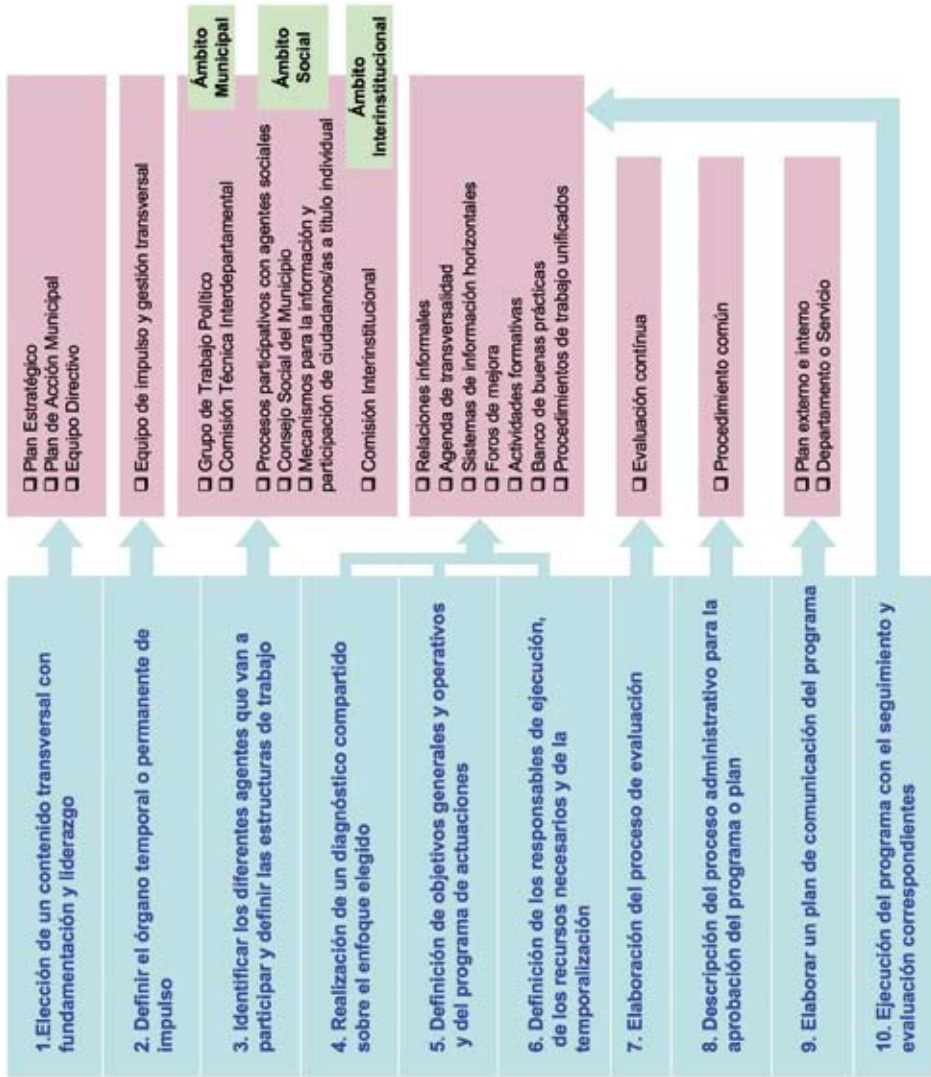 1.Elección de un contenido transversal con
fundamentación y liderazgo
❑ Plan Estratégico
❑ Plan de Acción Municipal
❑ Equipo Directivo
2. Definir el órgano temporal o permanente de
impulso
❑ Equipo de impulso y gestión transversal
3. Identificar los diferentes agentes que van a
participar y definir las estructuras de trabajo
❑ Grupo de Trabajo Político
❑ Comisión Técnica Interdepartamental
Ámbito
Municipal
❑ Procesos participativos con agentes sociales
❑ Consejo Social del Municipio
❑ Mecanismos para la información y
participación de ciudadanos/as a título individual
Ámbito
Social
❑ Comisión Interinstitucional
Ámbito
Interinstitucional
4. Realización de un diagnóstico compartido
sobre el enfoque elegido
5. Definición de objetivos generales y operativos
y del programa de actuaciones
6. Definición de los responsables de ejecución,
de los recursos necesarios y de la
temporalización
❑ Relaciones informales
❑ Agenda de transversalidad
❑ Sistemas de información horizontales
❑ Foros de mejora
❑ Actividades formativas
❑ Banco de buenas prácticas
❑ Procedimientos de trabajo unificados
7. Elaboración del proceso de evaluación
❑ Evaluación contínua
8. Descripción del proceso administrativo para la
aprobación del programa o plan
❑ Procedimiento común
9. Elaborar un plan de comunicación del programa
❑ Plan externo e interno
❑ Departamento o Servicio
10. Ejecución del programa con el seguimiento y
evaluación correspondientes